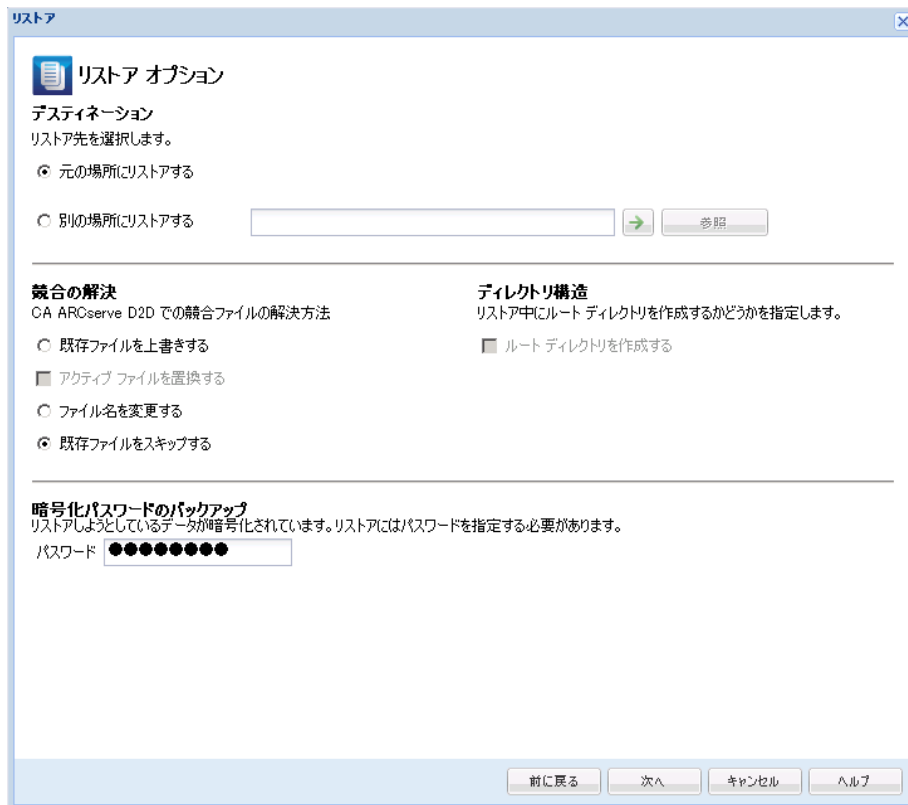 リストア
リストア オプション
デスティネーション
リストア先を選択します。
元の場所にリストアする
別の場所にリストアする
参照
競合の解決
CA ARCserve D2D での競合ファイルの解決方法
既存ファイルを上書きする
アクティブ ファイルを置換する
ファイル名を変更する
既存ファイルをスキップする
ディレクトリ構造
リストア中にルート ディレクトリを作成するかどうかを指定します。
ルート ディレクトリを作成する
暗号化パスワードのバックアップ
リストアしようとしているデータが暗号化されています。リストアにはパスワードを指定する必要があります。
パスワード ●●●●●●●●
前に戻る 次へ キャンセル ヘルプ